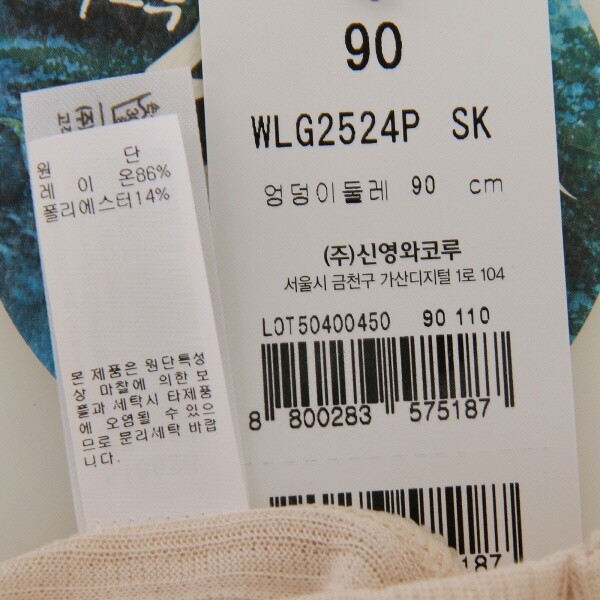 90
WLG2524P SK
엉덩이둘레 90 cm
(주)신영와코루
서울시 금천구 가산디지털 1로 104
LOT50400450 90 110
8 800283 575187
187
원 단
레 이 온86%
폴리에스터14%
본 제품은 원단특성
상 마찰에 의한 보
풀과 세탁시 타제품
에 오염될 수 있으
므로 분리세탁 바랍
니다.
(주)